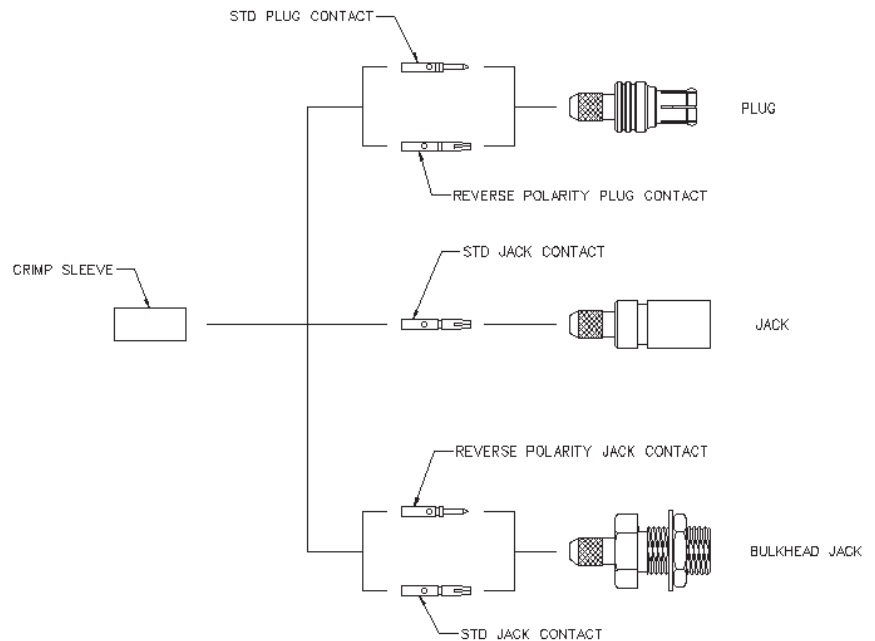 STD PLUG CONTACT
PLUG
REVERSE POLARITY PLUG CONTACT
STD JACK CONTACT
CRIMP SLEEVE
JACK
REVERSE POLARITY JACK CONTACT
BULKHEAD JACK
STD JACK CONTACT